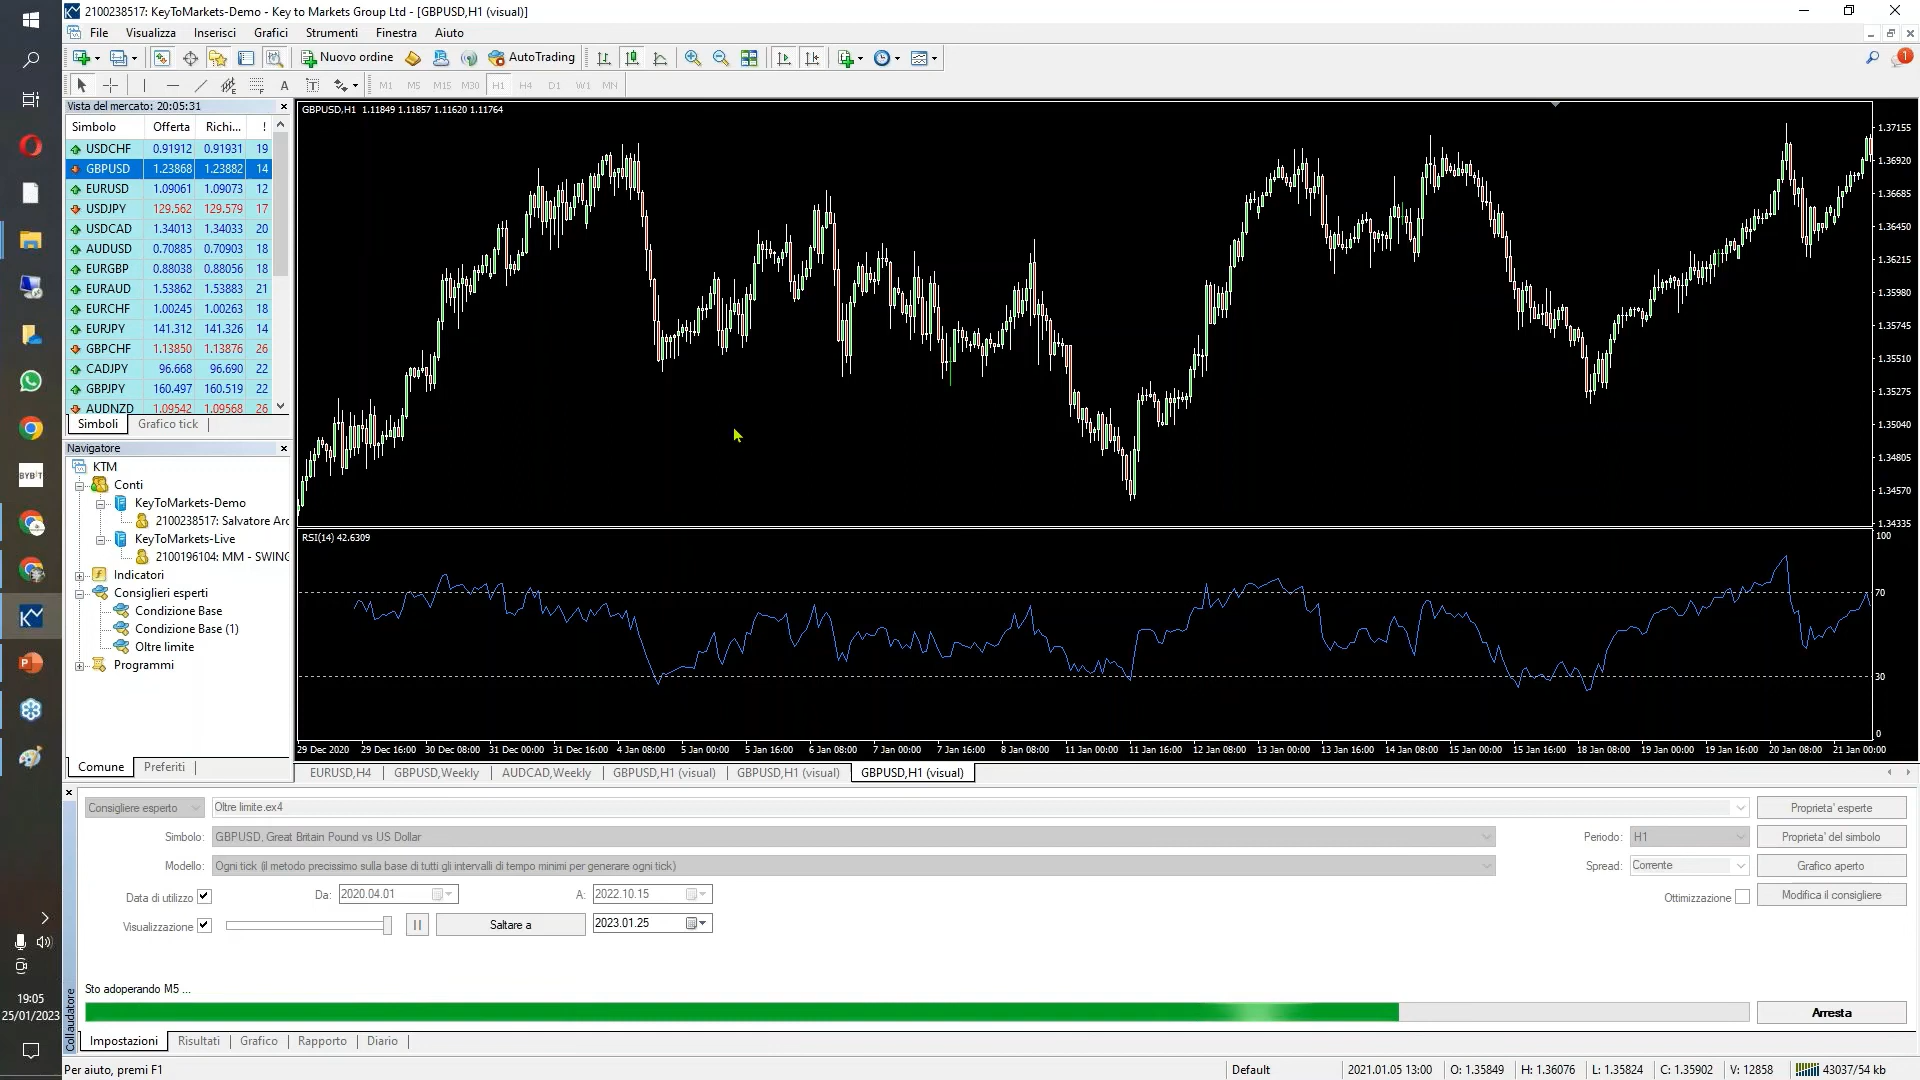 2100238517: KeyToMarkets-Demo - Key to Markets Group Ltd - [GBPUSD,H1 (visual)]
File Visualizza Inserisci Grafici Strumenti Finestra Aiuto
Nuovo ordine AutoTrading 1
A T M1 M5 M15 M30 H1 H4 D1 W1 MN
Vista del mercato: 20:05:31
Simbolo Offerta Richi... !
USDCHF 0.91912 0.91931 19
GBPUSD 1.23868 1.23882 14
EURUSD 1.09061 1.09073 12
USDJPY 129.562 129.579 17
USDCAD 1.34013 1.34033 20
AUDUSD 0.70885 0.70903 18
EURGBP 0.88038 0.88056 18
EURAUD 1.53862 1.53883 21
EURCHF 1.00245 1.00263 18
EURJPY 141.312 141.326 14
GBPCHF 1.13850 1.13876 26
CADJPY 96.668 96.690 22
GBPJPY 160.497 160.519 22
AUDNZD 1.09542 1.09568 26
Simboli Grafico tick
Navigatore
KTM
Conti
KeyToMarkets-Demo
2100238517: Salvatore Arc
KeyToMarkets-Live
2100196104: MM - SWING
Indicatori
Consiglieri esperti
Condizione Base
Condizione Base (1)
Oltre limite
Programmi
Comune Preferiti
GBPUSD,H1 1.11849 1.11857 1.11620 1.11764
1.37155
1.36920
1.36685
1.36450
1.36215
1.35980
1.35745
1.35510
1.35275
1.35040
1.34805
1.34570
1.34335
RSI(14) 42.6309
100
70
30
0
29 Dec 2020 29 Dec 16:00 30 Dec 08:00 31 Dec 00:00 31 Dec 16:00 4 Jan 08:00 5 Jan 00:00 5 Jan 16:00 6 Jan 08:00 7 Jan 00:00 7 Jan 16:00 8 Jan 08:00 11 Jan 00:00 11 Jan 16:00 12 Jan 08:00 13 Jan 00:00 13 Jan 16:00 14 Jan 08:00 15 Jan 00:00 15 Jan 16:00 18 Jan 08:00 19 Jan 00:00 19 Jan 16:00 20 Jan 08:00 21 Jan 00:00
EURUSD,H4 GBPUSD,Weekly AUDCAD,Weekly GBPUSD,H1 (visual) GBPUSD,H1 (visual) GBPUSD,H1 (visual)
Consigliere esperto Oltre limite.ex4 Proprieta' esperte
Simbolo: GBPUSD, Great Britain Pound vs US Dollar Periodo: H1 Proprieta' del simbolo
Modello: Ogni tick (il metodo precissimo sulla base di tutti gli intervalli di tempo minimi per generare ogni tick) Spread: Corrente Grafico aperto
Data di utilizzo Da: 2020.04.01 A: 2022.10.15 Ottimizzazione Modifica il consigliere
Visualizzazione Saltare a 2023.01.25
Sto adoperando M5 ...
Arresta
Collaudatore
Impostazioni Risultati Grafico Rapporto Diario
Per aiuto, premi F1 Default 2021.01.05 13:00 O: 1.35849 H: 1.36076 L: 1.35824 C: 1.35902 V: 12858 43037/54 kb
BYBIT
19:05
25/01/2023